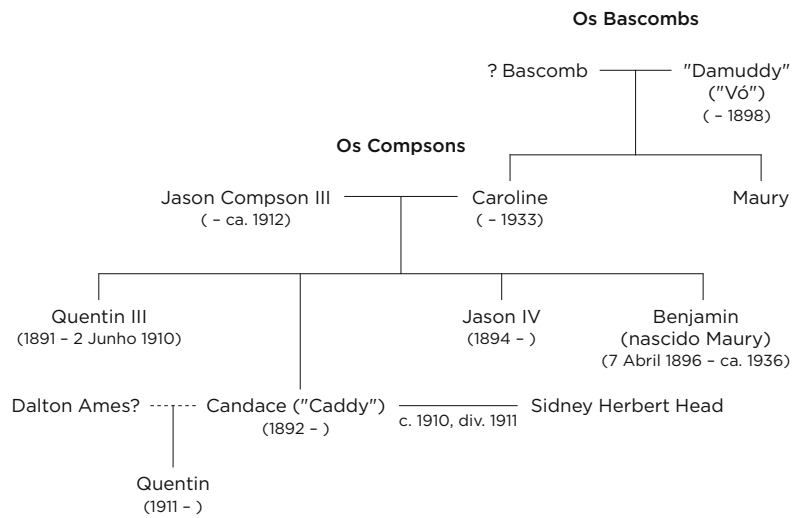 Os Bascombs
? Bascomb
"Damuddy"
("Vó")
( – 1898)
Os Compsons
Jason Compson III
( – ca. 1912)
Caroline
( – 1933)
Maury
Quentin III
(1891 – 2 Junho 1910)
Jason IV
(1894 – )
Benjamin
(nascido Maury)
(7 Abril 1896 – ca. 1936)
Dalton Ames?
Candace ("Caddy")
(1892 – )
c. 1910, div. 1911
Sidney Herbert Head
Quentin
(1911 – )